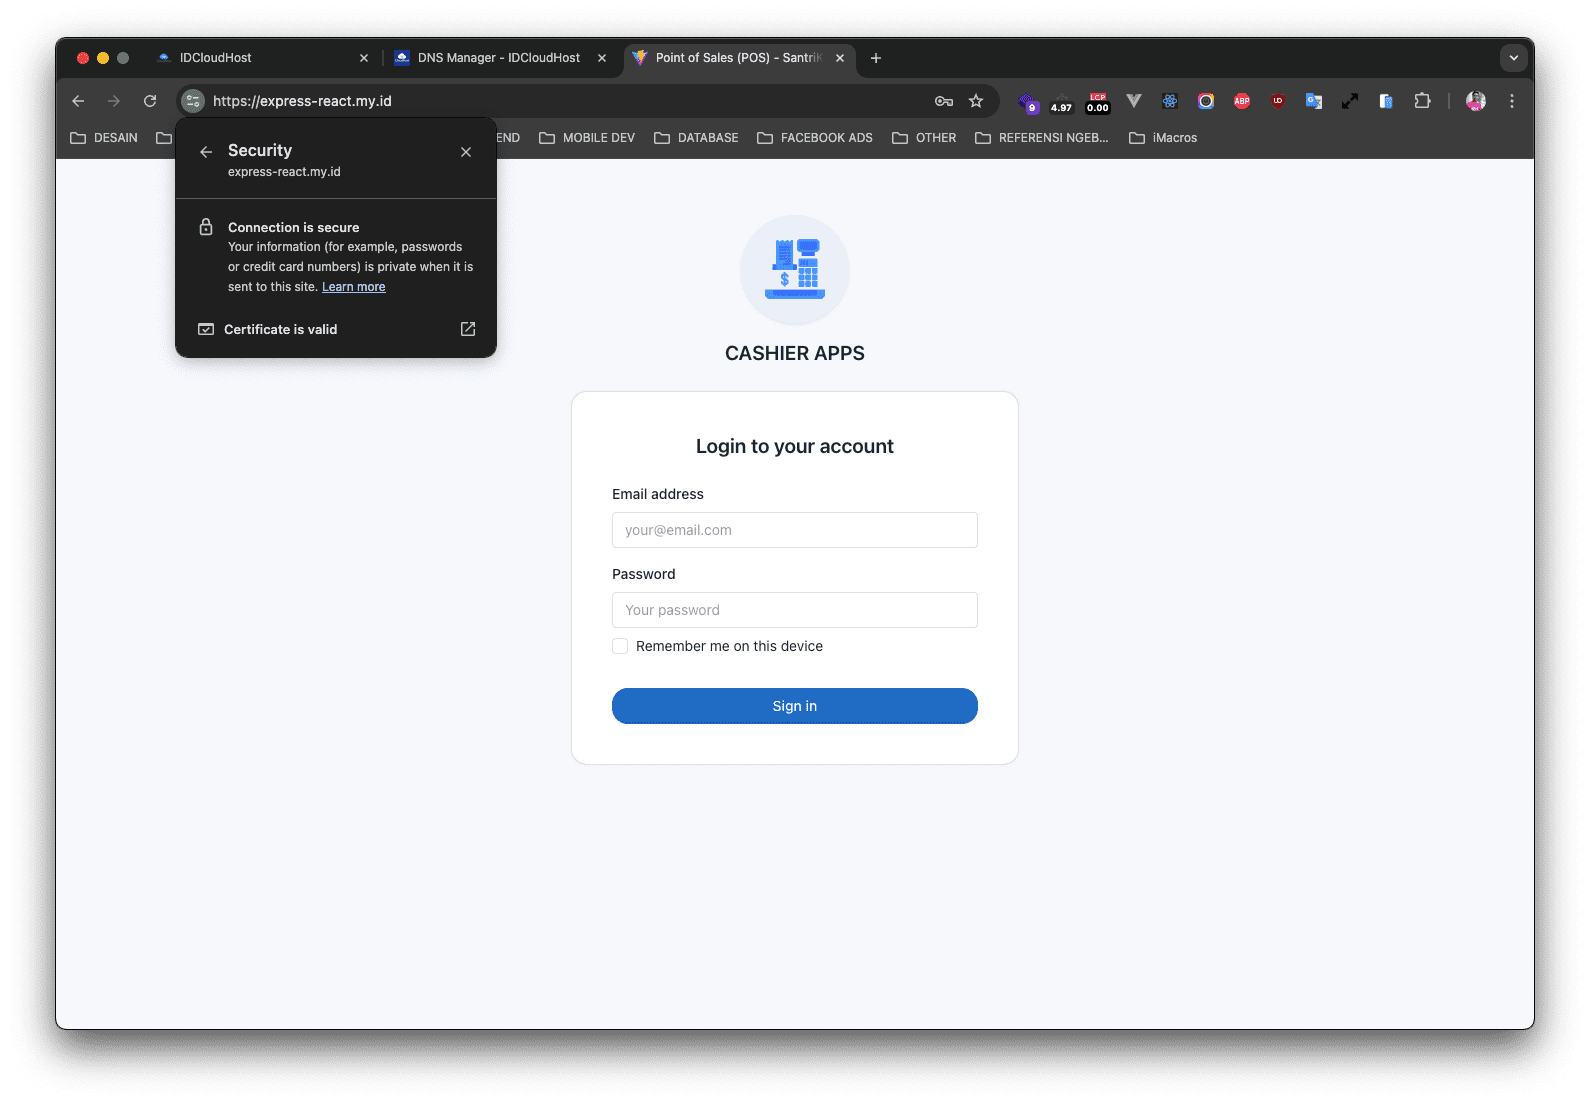 IDCloudHost
DNS Manager - IDCloudHost
Point of Sales (POS) - SantriK
https://express-react.my.id
9
4.97
LCP
0.00
ABP
UD
DESAIN
END
MOBILE DEV
DATABASE
FACEBOOK ADS
OTHER
REFERENSI NGEB...
iMacros
Security
express-react.my.id
Connection is secure
Your information (for example, passwords
or credit card numbers) is private when it is
sent to this site. Learn more
Certificate is valid
$
CASHIER APPS
Login to your account
Email address
your@email.com
Password
Your password
Remember me on this device
Sign in